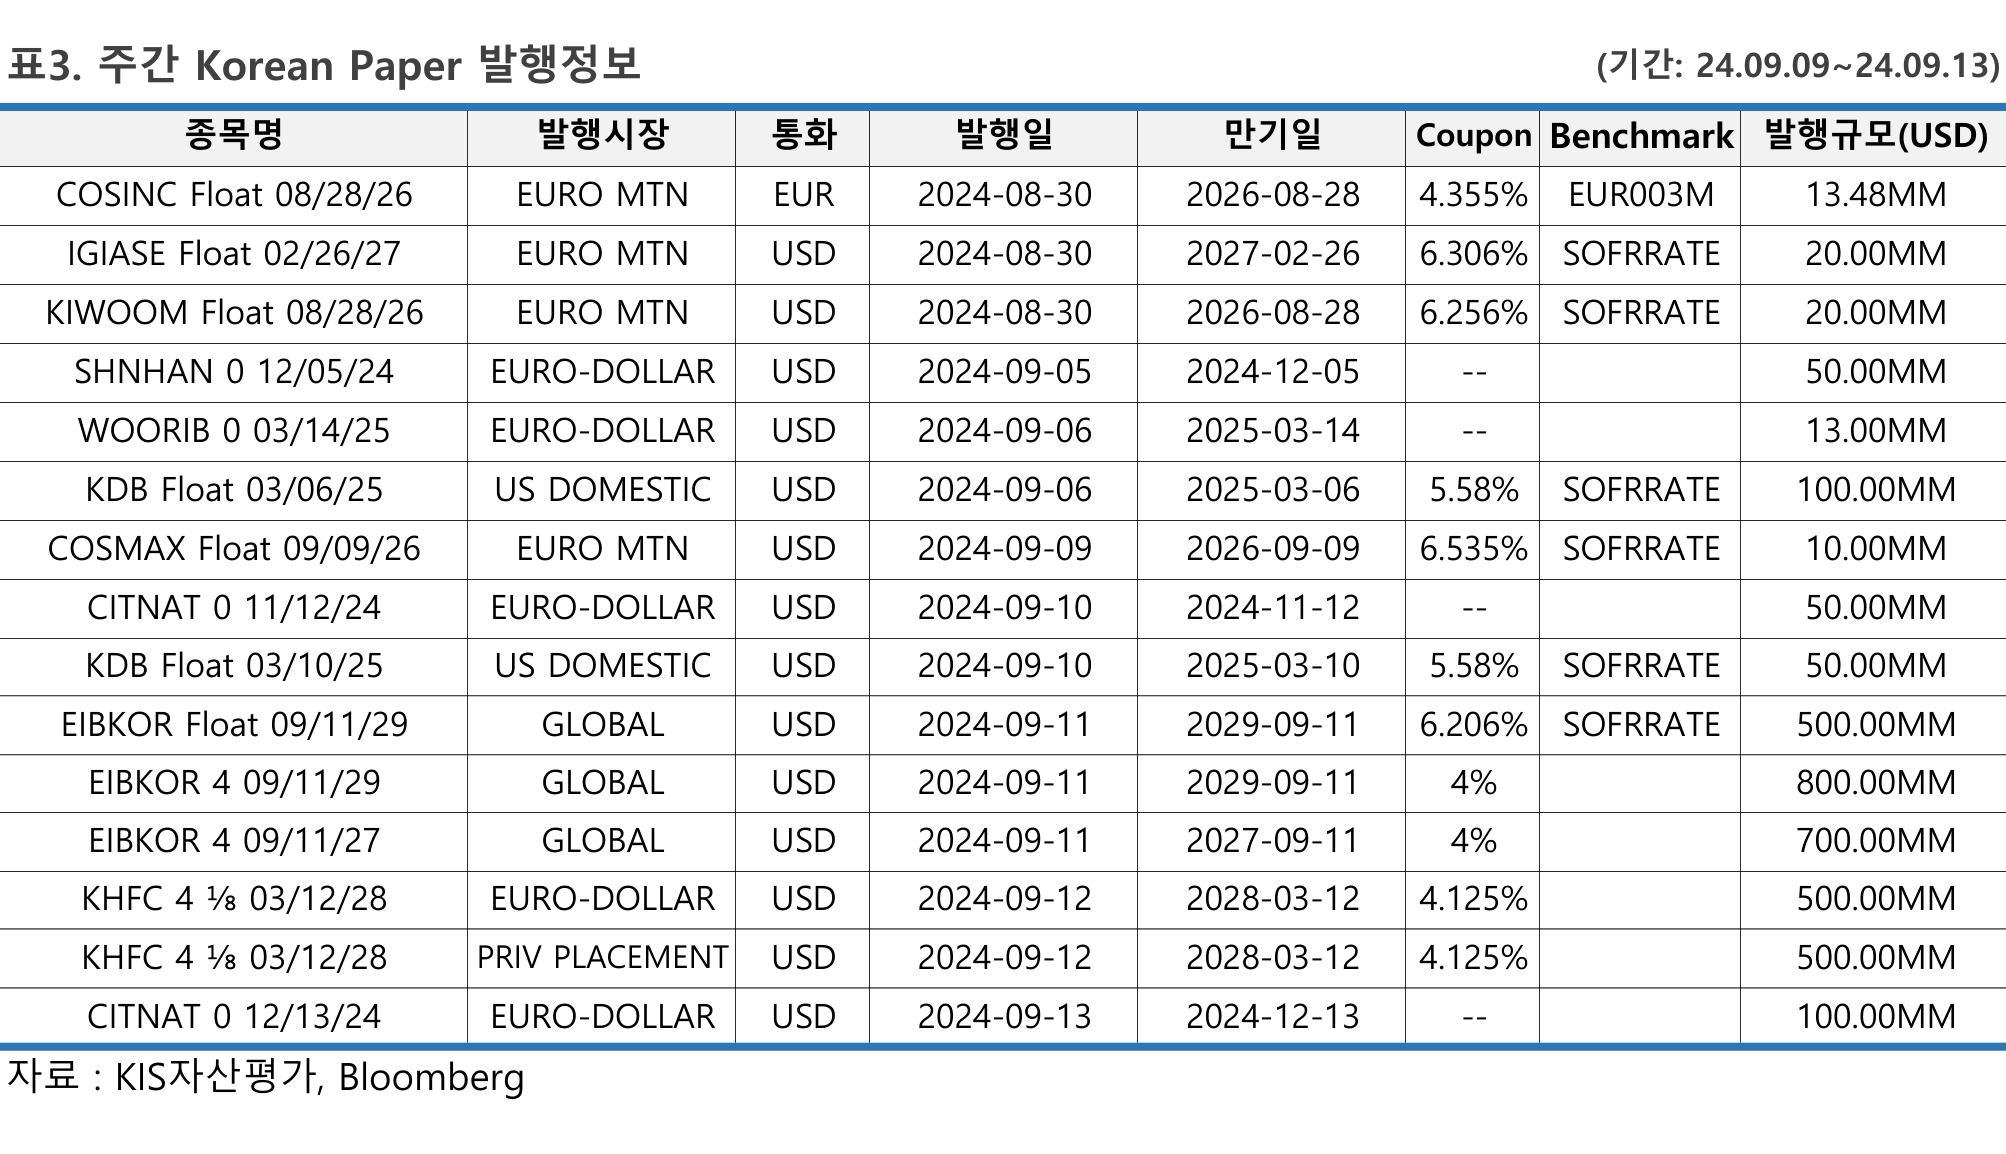 표3. 주간 Korean Paper 발행정보 (기간: 24.09.09~24.09.13)
종목명 발행시장 통화 발행일 만기일 Coupon Benchmark 발행규모(USD)
COSINC Float 08/28/26 EURO MTN EUR 2024-08-30 2026-08-28 4.355% EUR003M 13.48MM
IGIASE Float 02/26/27 EURO MTN USD 2024-08-30 2027-02-26 6.306% SOFRRATE 20.00MM
KIWOOM Float 08/28/26 EURO MTN USD 2024-08-30 2026-08-28 6.256% SOFRRATE 20.00MM
SHNHAN 0 12/05/24 EURO-DOLLAR USD 2024-09-05 2024-12-05 -- 50.00MM
WOORIB 0 03/14/25 EURO-DOLLAR USD 2024-09-06 2025-03-14 -- 13.00MM
KDB Float 03/06/25 US DOMESTIC USD 2024-09-06 2025-03-06 5.58% SOFRRATE 100.00MM
COSMAX Float 09/09/26 EURO MTN USD 2024-09-09 2026-09-09 6.535% SOFRRATE 10.00MM
CITNAT 0 11/12/24 EURO-DOLLAR USD 2024-09-10 2024-11-12 -- 50.00MM
KDB Float 03/10/25 US DOMESTIC USD 2024-09-10 2025-03-10 5.58% SOFRRATE 50.00MM
EIBKOR Float 09/11/29 GLOBAL USD 2024-09-11 2029-09-11 6.206% SOFRRATE 500.00MM
EIBKOR 4 09/11/29 GLOBAL USD 2024-09-11 2029-09-11 4% 800.00MM
EIBKOR 4 09/11/27 GLOBAL USD 2024-09-11 2027-09-11 4% 700.00MM
KHFC 4 ⅛ 03/12/28 EURO-DOLLAR USD 2024-09-12 2028-03-12 4.125% 500.00MM
KHFC 4 ⅛ 03/12/28 PRIV PLACEMENT USD 2024-09-12 2028-03-12 4.125% 500.00MM
CITNAT 0 12/13/24 EURO-DOLLAR USD 2024-09-13 2024-12-13 -- 100.00MM
자료 : KIS자산평가, Bloomberg